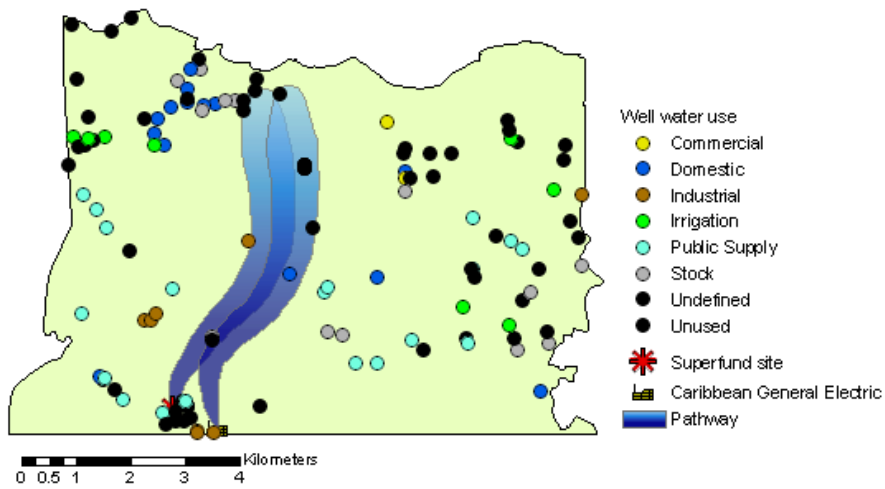 Well water use
Commercial
Domestic
Industrial
Irrigation
Public Supply
Stock
Undefined
Unused
Superfund site
Caribbean General Electric
Pathway
Kilometers
0 0.5 1 2 3 4